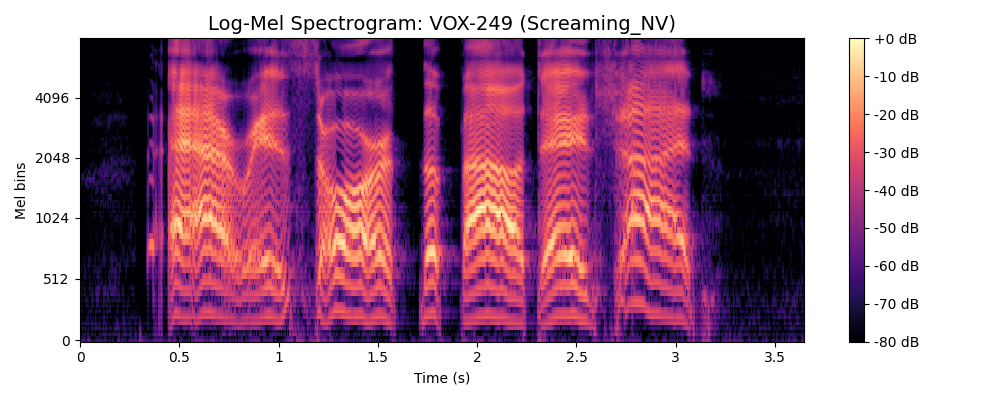 Log-Mel Spectrogram: VOX-249 (Screaming_NV)
+0 dB
-10 dB
-20 dB
-30 dB
-40 dB
-50 dB
-60 dB
-70 dB
-80 dB
Mel bins
4096
2048
1024
512
0
0
0.5
1
1.5
2
2.5
3
3.5
Time (s)